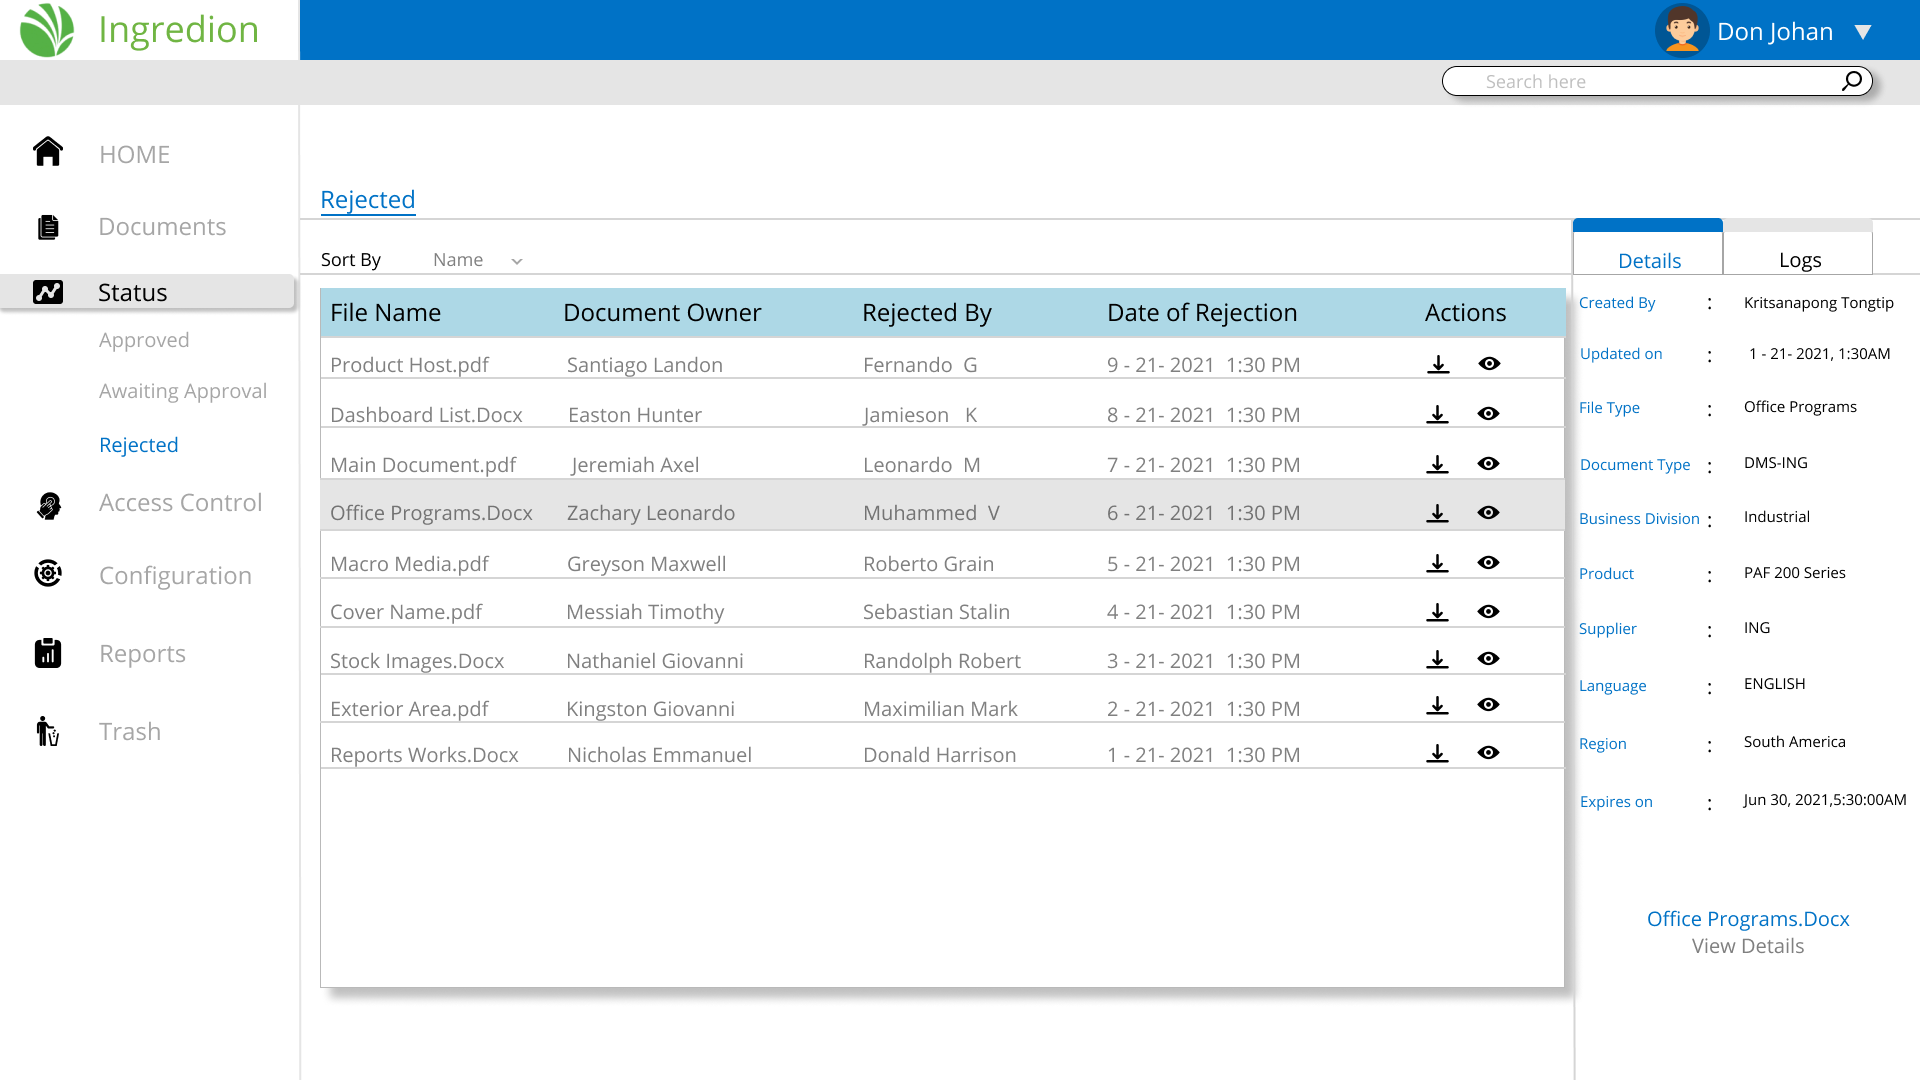 Ingredion
Don Johan
Search here
HOME
Documents
Status
Approved
Awaiting Approval
Rejected
Access Control
Configuration
Reports
Trash
Rejected
Sort By Name
File Name Document Owner Rejected By Date of Rejection Actions
Product Host.pdf Santiago Landon Fernando G 9 - 21- 2021 1:30 PM
Dashboard List.Docx Easton Hunter Jamieson K 8 - 21- 2021 1:30 PM
Main Document.pdf Jeremiah Axel Leonardo M 7 - 21- 2021 1:30 PM
Office Programs.Docx Zachary Leonardo Muhammed V 6 - 21- 2021 1:30 PM
Macro Media.pdf Greyson Maxwell Roberto Grain 5 - 21- 2021 1:30 PM
Cover Name.pdf Messiah Timothy Sebastian Stalin 4 - 21- 2021 1:30 PM
Stock Images.Docx Nathaniel Giovanni Randolph Robert 3 - 21- 2021 1:30 PM
Exterior Area.pdf Kingston Giovanni Maximilian Mark 2 - 21- 2021 1:30 PM
Reports Works.Docx Nicholas Emmanuel Donald Harrison 1 - 21- 2021 1:30 PM
Details Logs
Created By : Kritsanapong Tongtip
Updated on : 1 - 21- 2021, 1:30AM
File Type : Office Programs
Document Type : DMS-ING
Business Division : Industrial
Product : PAF 200 Series
Supplier : ING
Language : ENGLISH
Region : South America
Expires on : Jun 30, 2021,5:30:00AM
Office Programs.Docx
View Details